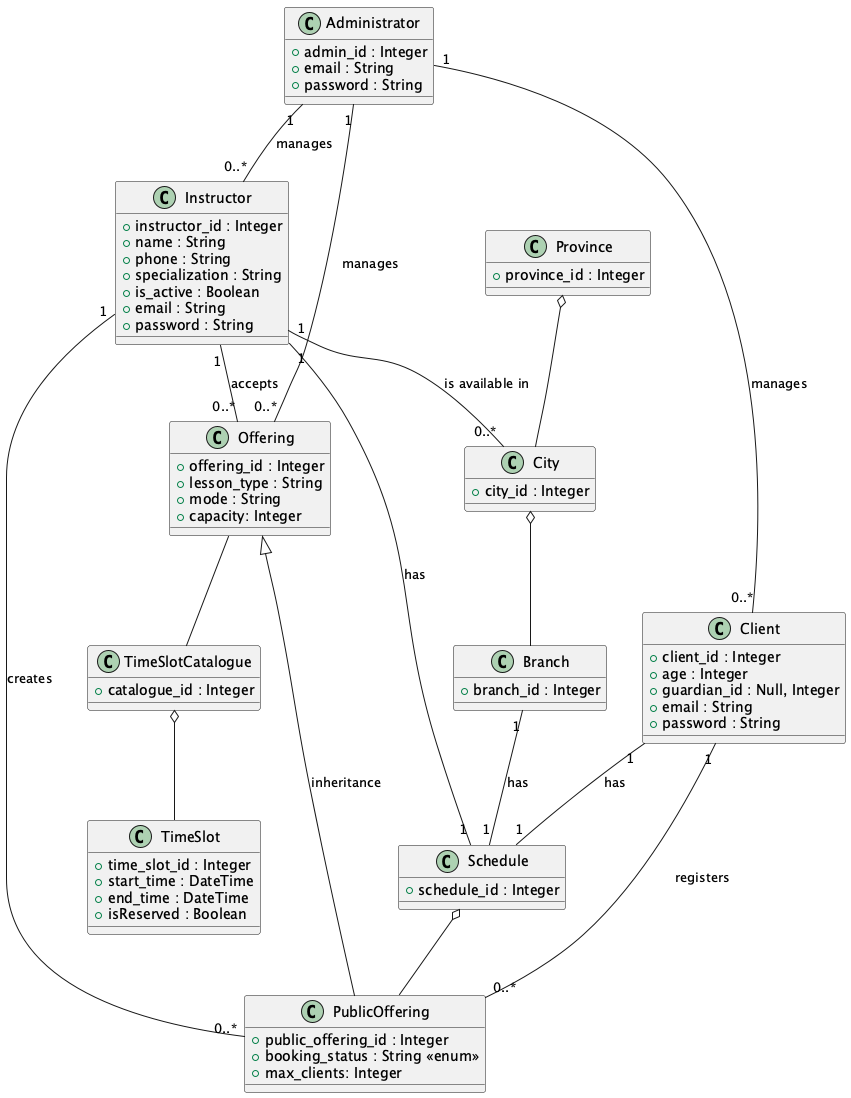 C Administrator
admin_id : Integer
email : String
password : String
1
1
1
manages
0..*
C Instructor
instructor_id : Integer
name : String
phone : String
specialization : String
is_active : Boolean
email : String
password : String
C Province
province_id : Integer
manages
1
1
1
1
accepts
is available in
manages
0..*
0..*
0..*
C Offering
offering_id : Integer
lesson_type : String
mode : String
capacity: Integer
C City
city_id : Integer
has
0..*
C Client
client_id : Integer
age : Integer
guardian_id : Null, Integer
email : String
password : String
C TimeSlotCatalogue
catalogue_id : Integer
C Branch
branch_id : Integer
creates
1
1
1
inheritance
has
has
1
1
1
C TimeSlot
time_slot_id : Integer
start_time : DateTime
end_time : DateTime
isReserved : Boolean
C Schedule
schedule_id : Integer
registers
0..*
0..*
C PublicOffering
public_offering_id : Integer
booking_status : String «enum»
max_clients: Integer